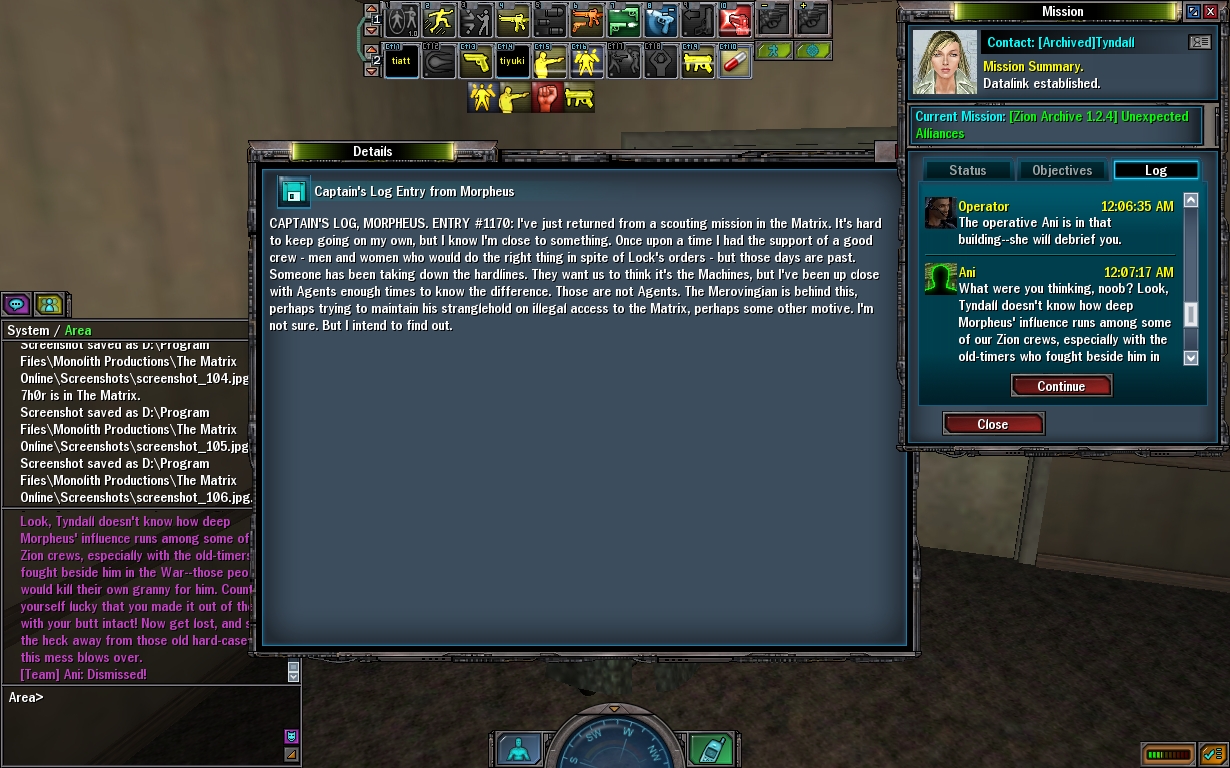 Mission
Contact: [Archived]Tyndall
Mission Summary.
Datalink established.
Current Mission: [Zion Archive 1.2.4] Unexpected
Alliances
Status
Objectives
Log
Operator 12:06:35 AM
The operative Ani is in that
building--she will debrief you.
Ani 12:07:17 AM
What were you thinking, noob? Look,
Tyndall doesn't know how deep
Morpheus' influence runs among some
of our Zion crews, especially with the
old-timers who fought beside him in
Continue
Close
1
2
tiatt
tiyuki
Details
Captain's Log Entry from Morpheus
CAPTAIN'S LOG, MORPHEUS. ENTRY #1170: I've just returned from a scouting mission in the Matrix. It's hard
to keep going on my own, but I know I'm close to something. Once upon a time I had the support of a good
crew - men and women who would do the right thing in spite of Lock's orders - but those days are past.
Someone has been taking down the hardlines. They want us to think it's the Machines, but I've been up close
with Agents enough times to know the difference. Those are not Agents. The Merovingian is behind this,
perhaps trying to maintain his stranglehold on illegal access to the Matrix, perhaps some other motive. I'm
not sure. But I intend to find out.
System / Area
Screenshot saved as D:\Program
Files\Monolith Productions\The Matrix
Online\Screenshots\screenshot_104.jpg
7h0r is in The Matrix.
Screenshot saved as D:\Program
Files\Monolith Productions\The Matrix
Online\Screenshots\screenshot_105.jpg
Screenshot saved as D:\Program
Files\Monolith Productions\The Matrix
Online\Screenshots\screenshot_106.jpg.
Look, Tyndall doesn't know how deep
Morpheus' influence runs among some of
Zion crews, especially with the old-timers
fought beside him in the War--those peo
would kill their own granny for him. Count
yourself lucky that you made it out of the
with your butt intact! Now get lost, and s
the heck away from those old hard-case
this mess blows over.
[Team] Ani: Dismissed!
Area>
S
SW
W
NW